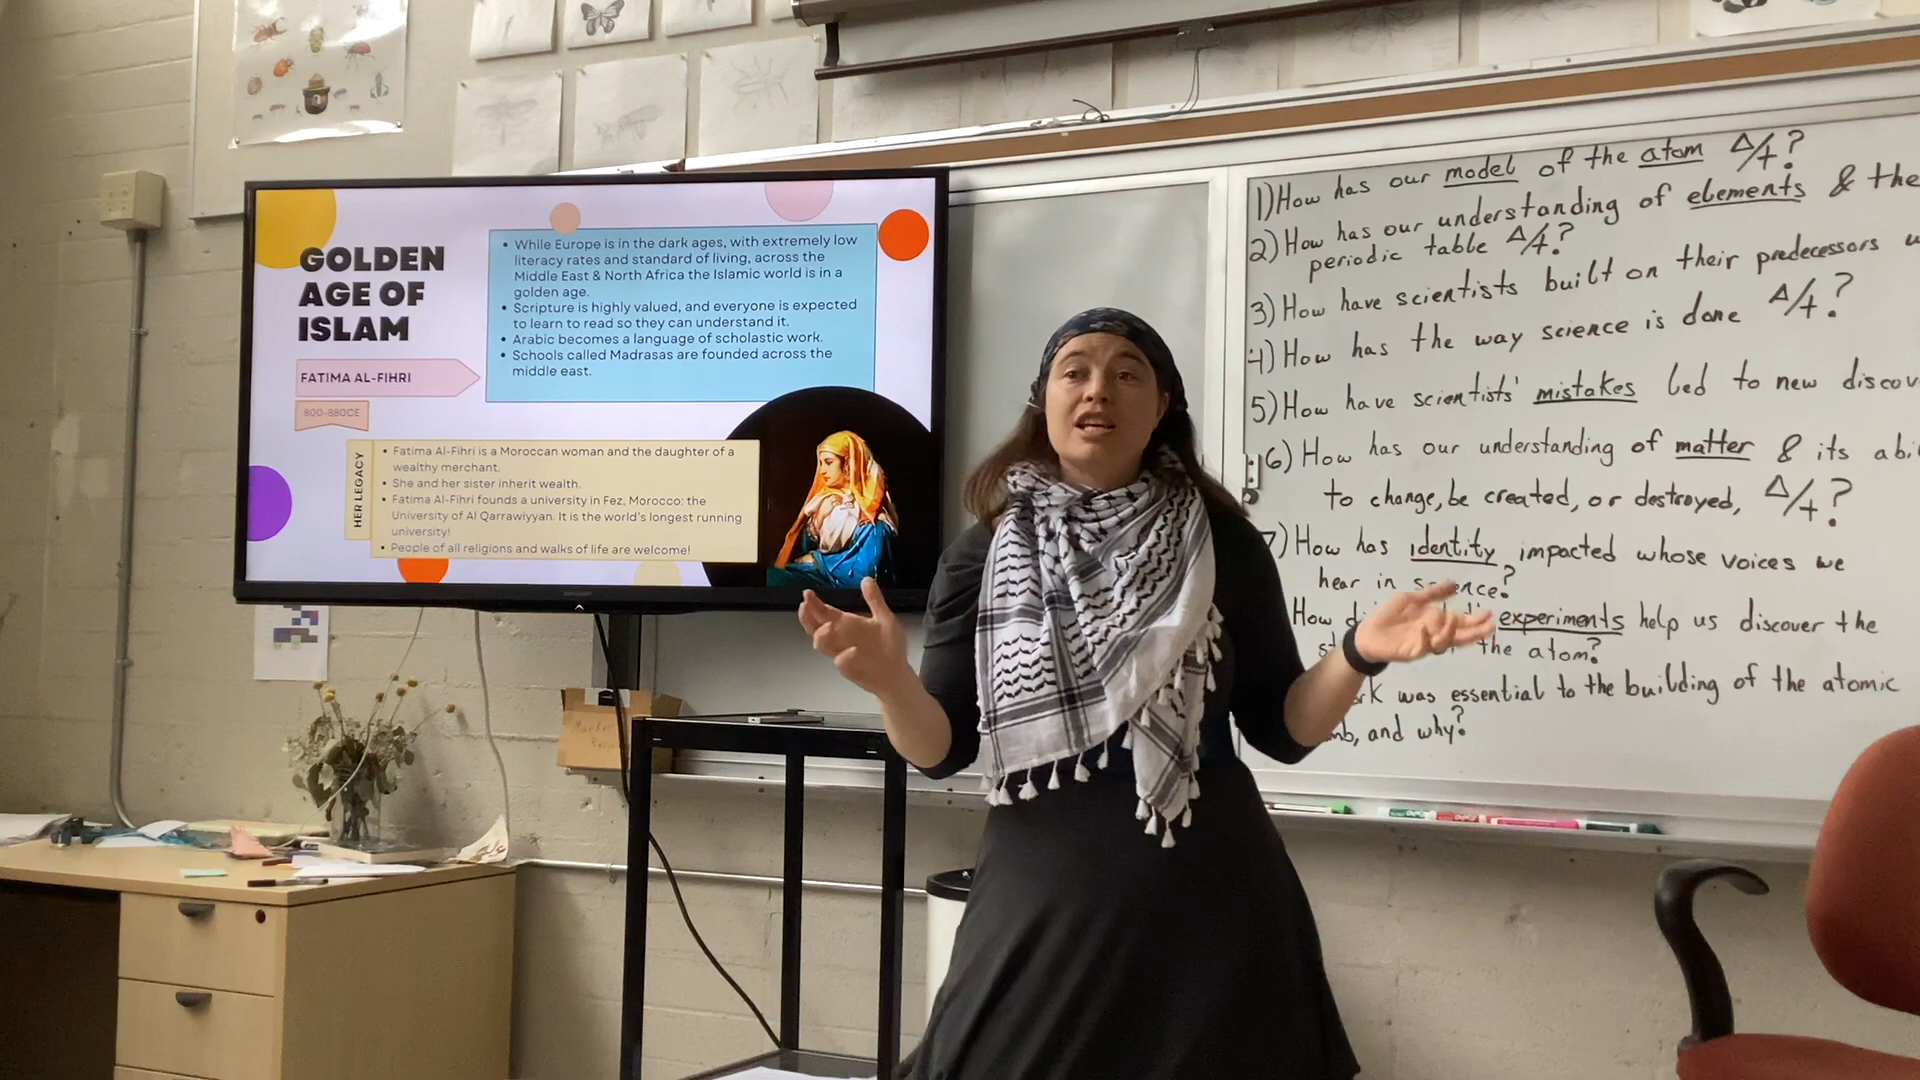 GOLDEN
AGE OF
ISLAM
FATIMA AL-FIHRI
800-880CE
• While Europe is in the dark ages, with extremely low
literacy rates and standard of living, across the
Middle East & North Africa the Islamic world is in a
golden age.
• Scripture is highly valued, and everyone is expected
to learn to read so they can understand it.
• Arabic becomes a language of scholastic work.
• Schools called Madrasas are founded across the
middle east.
HER LEGACY
• Fatima Al-Fihri is a Moroccan woman and the daughter of a
wealthy merchant.
• She and her sister inherit wealth.
• Fatima Al-Fihri founds a university in Fez, Morocco: the
University of Al Qarrawiyyan. It is the world's longest running
university!
• People of all religions and walks of life are welcome!
1) How has our model of the atom Δ/t?
2) How has our understanding of elements & the
periodic table Δ/t?
3) How have scientists built on their predecessors
4) How has the way science is done Δ/t?
5) How have scientists' mistakes led to new
6) How has our understanding of matter & its
to change, be created, or destroyed, Δ/t?
7) How has identity impacted whose voices we
hear in science?
How experiments help us discover the
the atom?
was essential to the building of the atomic
and why?